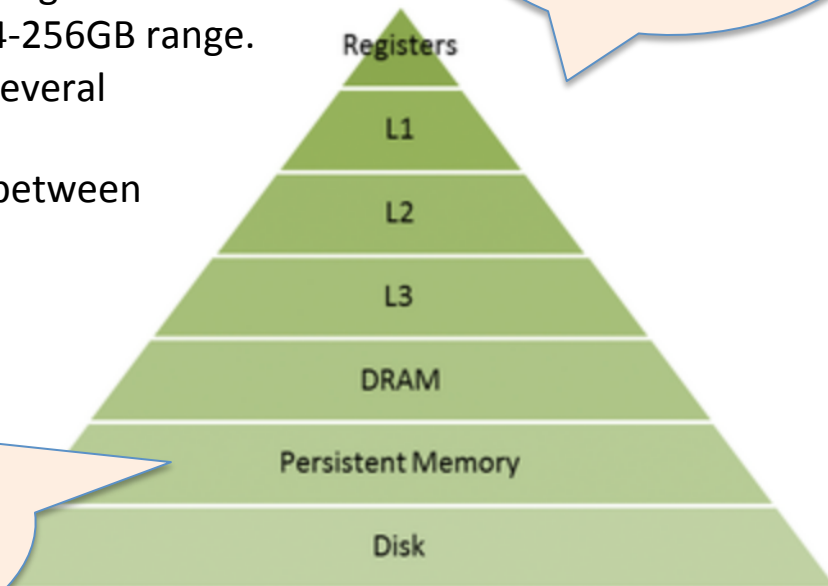 4-256GB range.
everal
between
Registers
L1
L2
L3
DRAM
Persistent Memory
Disk